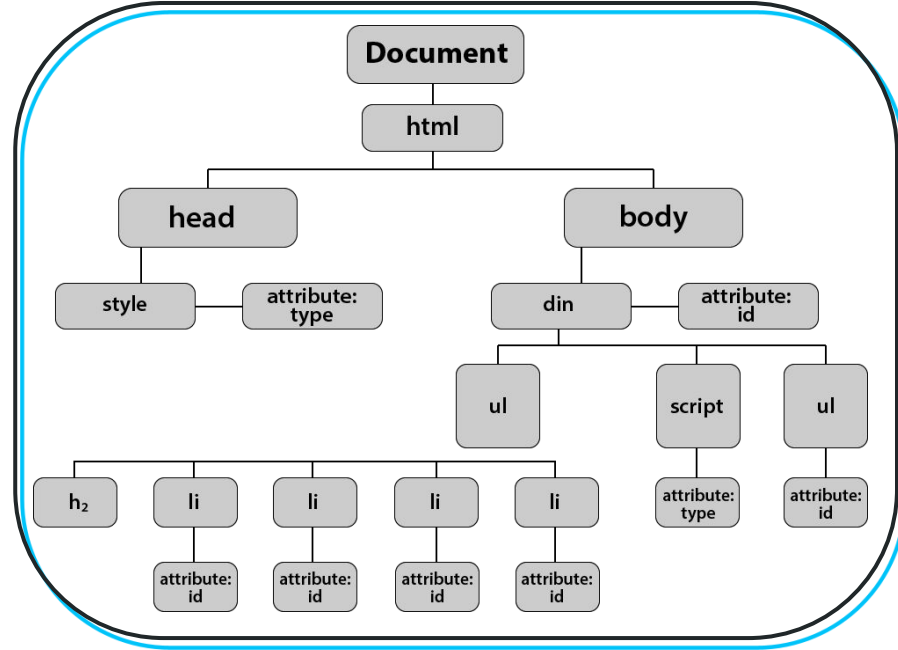 Document
html
head
body
style
attribute:
type
din
attribute:
id
ul
script
ul
h₂
li
li
li
li
attribute:
type
attribute:
id
attribute:
id
attribute:
id
attribute:
id
attribute:
id